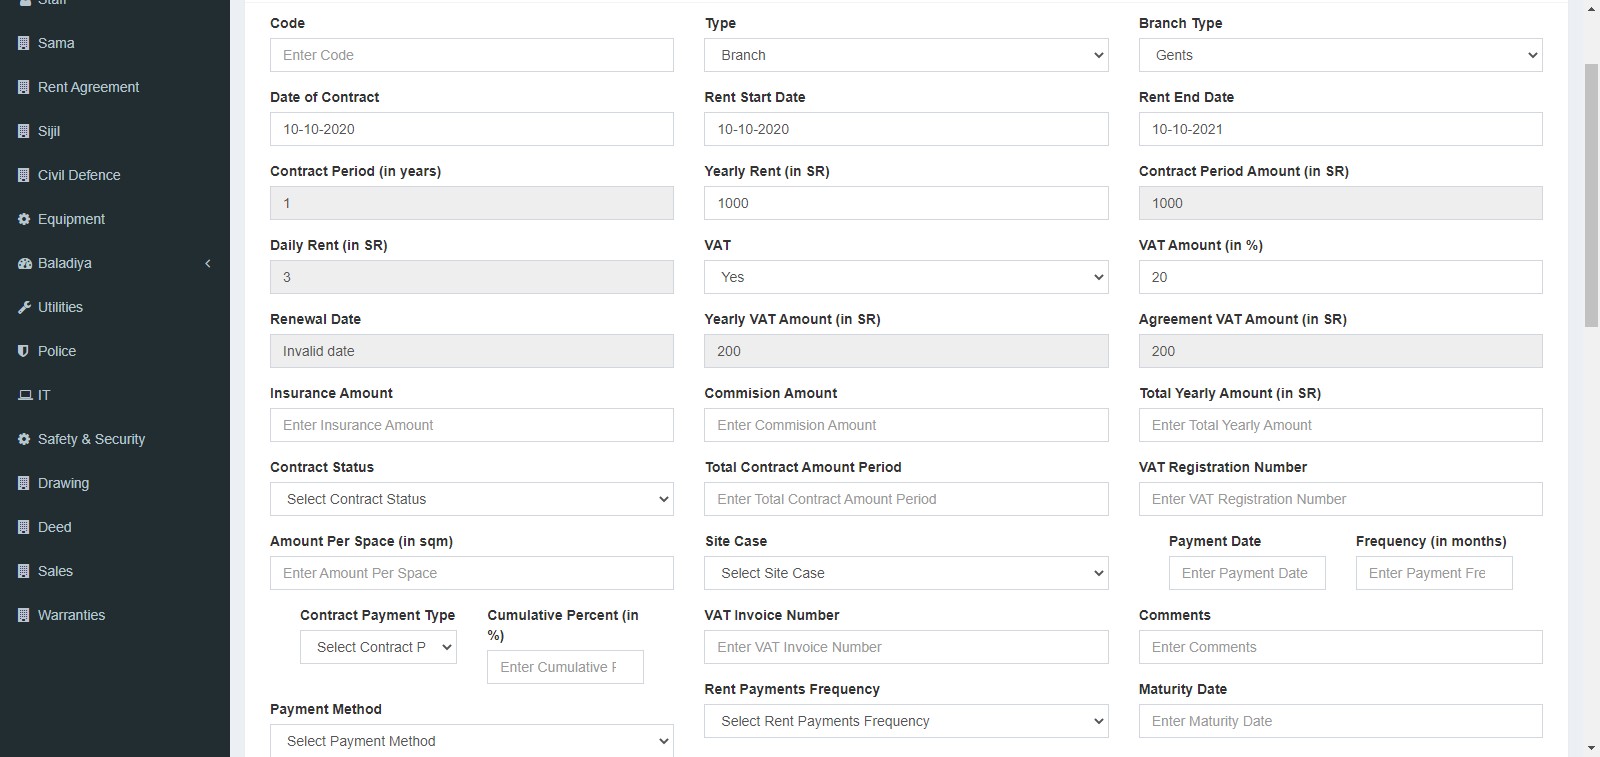 Staff
Sama
Rent Agreement
Sijil
Civil Defence
Equipment
Baladiya
Utilities
Police
IT
Safety & Security
Drawing
Deed
Sales
Warranties
Code
Enter Code
Type
Branch
Branch Type
Gents
Date of Contract
10-10-2020
Rent Start Date
10-10-2020
Rent End Date
10-10-2021
Contract Period (in years)
1
Yearly Rent (in SR)
1000
Contract Period Amount (in SR)
1000
Daily Rent (in SR)
3
VAT
Yes
VAT Amount (in %)
20
Renewal Date
Invalid date
Yearly VAT Amount (in SR)
200
Agreement VAT Amount (in SR)
200
Insurance Amount
Enter Insurance Amount
Commision Amount
Enter Commision Amount
Total Yearly Amount (in SR)
Enter Total Yearly Amount
Contract Status
Select Contract Status
Total Contract Amount Period
Enter Total Contract Amount Period
VAT Registration Number
Enter VAT Registration Number
Amount Per Space (in sqm)
Enter Amount Per Space
Site Case
Select Site Case
Payment Date
Enter Payment Date
Frequency (in months)
Enter Payment Fre
Contract Payment Type
Select Contract P
Cumulative Percent (in
%)
Enter Cumulative F
VAT Invoice Number
Enter VAT Invoice Number
Comments
Enter Comments
Payment Method
Select Payment Method
Rent Payments Frequency
Select Rent Payments Frequency
Maturity Date
Enter Maturity Date